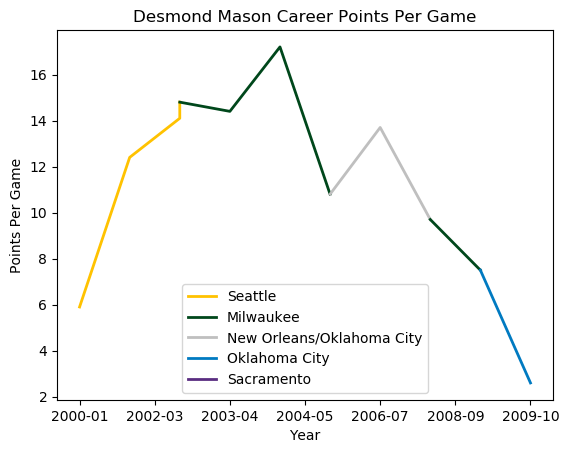 Desmond Mason Career Points Per Game
16
14
12
10
8
6
4
2
Points Per Game
Seattle
Milwaukee
New Orleans/Oklahoma City
Oklahoma City
Sacramento
2000-01 2002-03 2003-04 2004-05 2006-07 2008-09 2009-10
Year